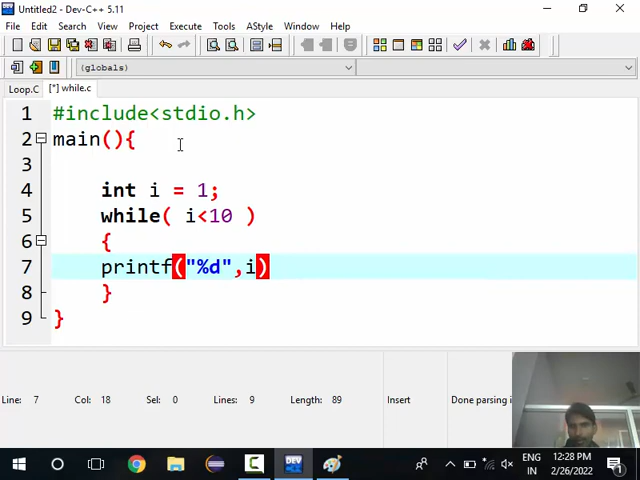 Untitled2 - Dev-C++ 5.11
File Edit Search View Project Execute Tools AStyle Window Help
(globals)
Loop.C [*] while.c
1 #include<stdio.h>
2 main(){
3
4 int i = 1;
5 while( i<10 )
6 {
7 printf("%d",i)
8 }
9 }
Line: 7 Col: 18 Sel: 0 Lines: 9 Length: 89 Insert Done parsing i
DEV
ENG 12:28 PM
IN 2/26/2022
1